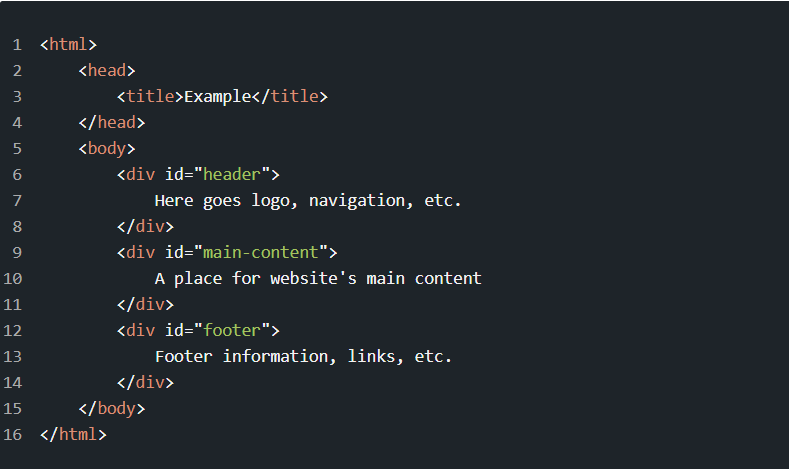 1 <html>
2     <head>
3         <title>Example</title>
4     </head>
5     <body>
6         <div id="header">
7             Here goes logo, navigation, etc.
8         </div>
9         <div id="main-content">
10             A place for website's main content
11         </div>
12         <div id="footer">
13             Footer information, links, etc.
14         </div>
15     </body>
16 </html>